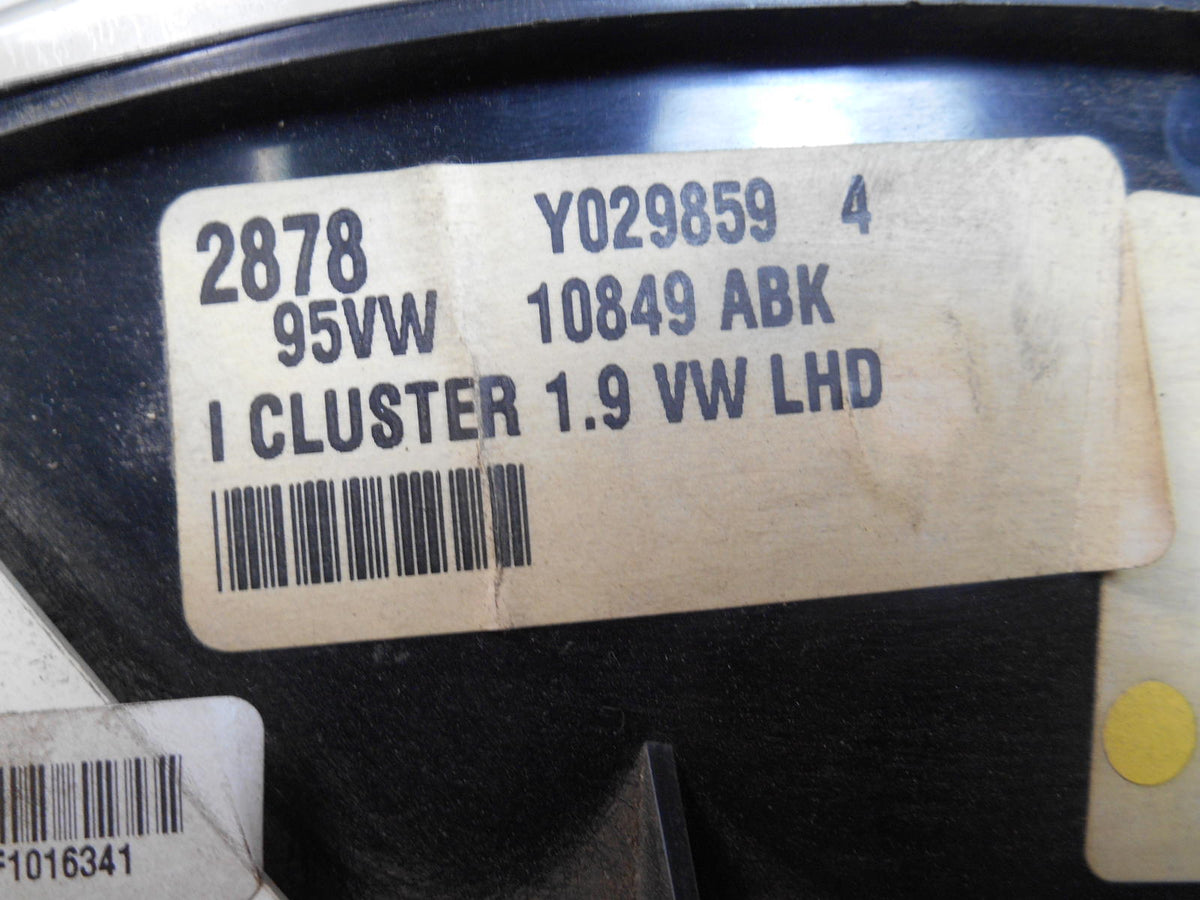 2878 Y029859 4
95VW 10849 ABK
I CLUSTER 1.9 VW LHD
F1016341